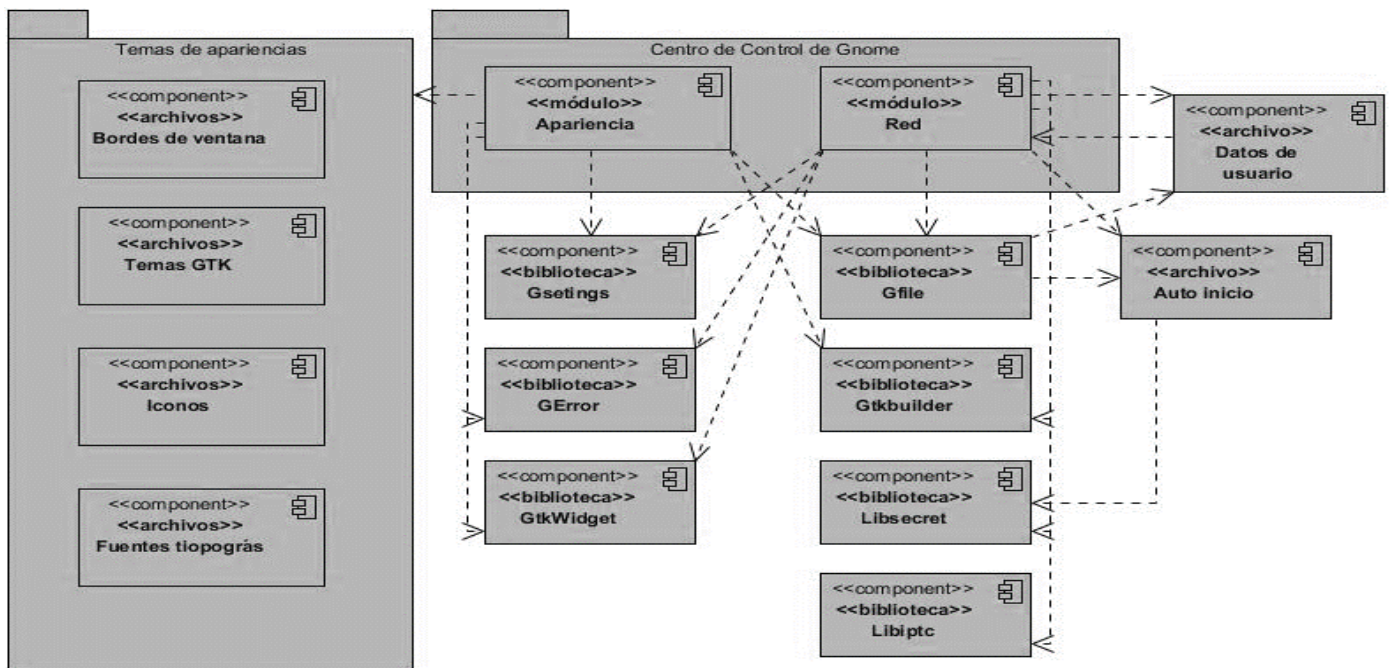 Temas de apariencias
<<component>>
<<archivos>>
Bordes de ventana
<<component>>
<<archivos>>
Temas GTK
<<component>>
<<archivos>>
Iconos
<<component>>
<<archivos>>
Fuentes tiopográs
Centro de Control de Gnome
<<component>>
<<módulo>>
Apariencia
<<component>>
<<módulo>>
Red
<<component>>
<<archivo>>
Datos de
usuario
<<component>>
<<biblioteca>>
Gsetings
<<component>>
<<biblioteca>>
Gfile
<<component>>
<<archivo>>
Auto inicio
<<component>>
<<biblioteca>>
GError
<<component>>
<<biblioteca>>
Gtkbuilder
<<component>>
<<biblioteca>>
GtkWidget
<<component>>
<<biblioteca>>
Libsecret
<<component>>
<<biblioteca>>
Libiptc